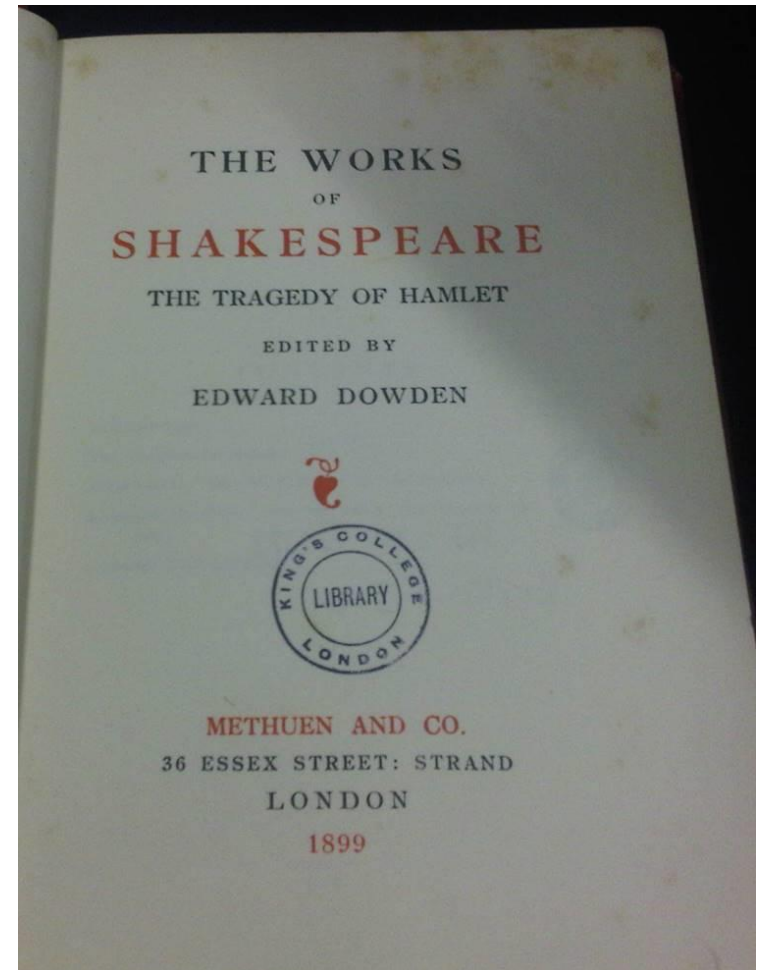 THE WORKS
OF
SHAKESPEARE
THE TRAGEDY OF HAMLET
EDITED BY
EDWARD DOWDEN
KING'S COLLEGE
LIBRARY
LONDON
METHUEN AND CO.
36 ESSEX STREET: STRAND
LONDON
1899